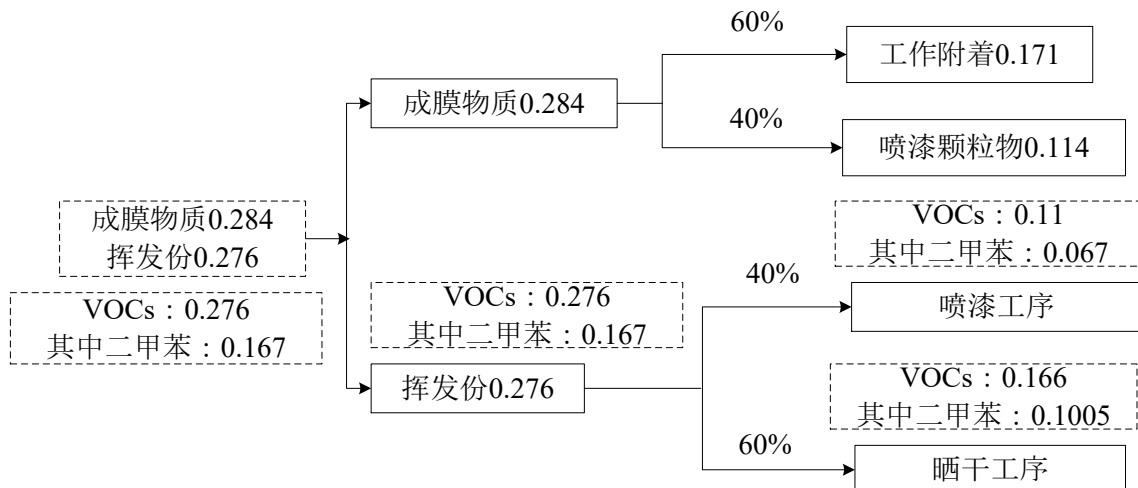 成膜物质0.284
挥发份0.276
VOCs：0.276
其中二甲苯：0.167
成膜物质0.284
60%
工作附着0.171
40%
喷漆颗粒物0.114
VOCs：0.276
其中二甲苯：0.167
挥发份0.276
40%
VOCs：0.11
其中二甲苯：0.067
喷漆工序
60%
VOCs：0.166
其中二甲苯：0.1005
晒干工序